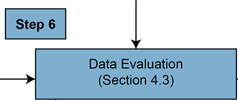 Step 6
Data Evaluation
(Section 4.3)